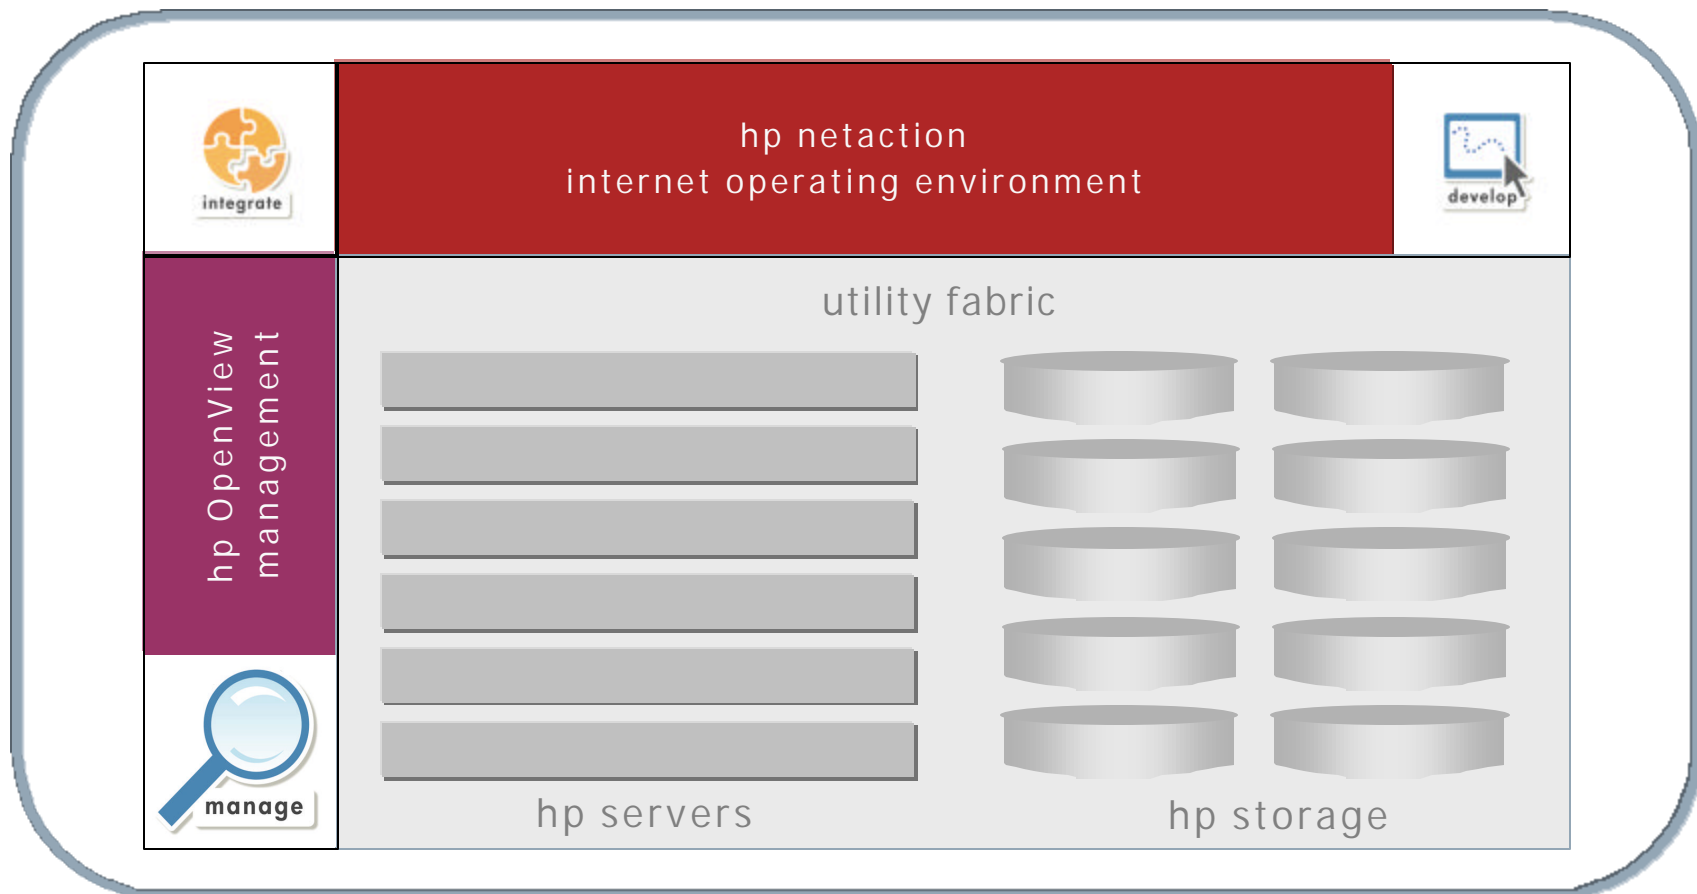 integrate
hp netaction
internet operating environment
develop
utility fabric
hp OpenView
management
manage
hp servers
hp storage